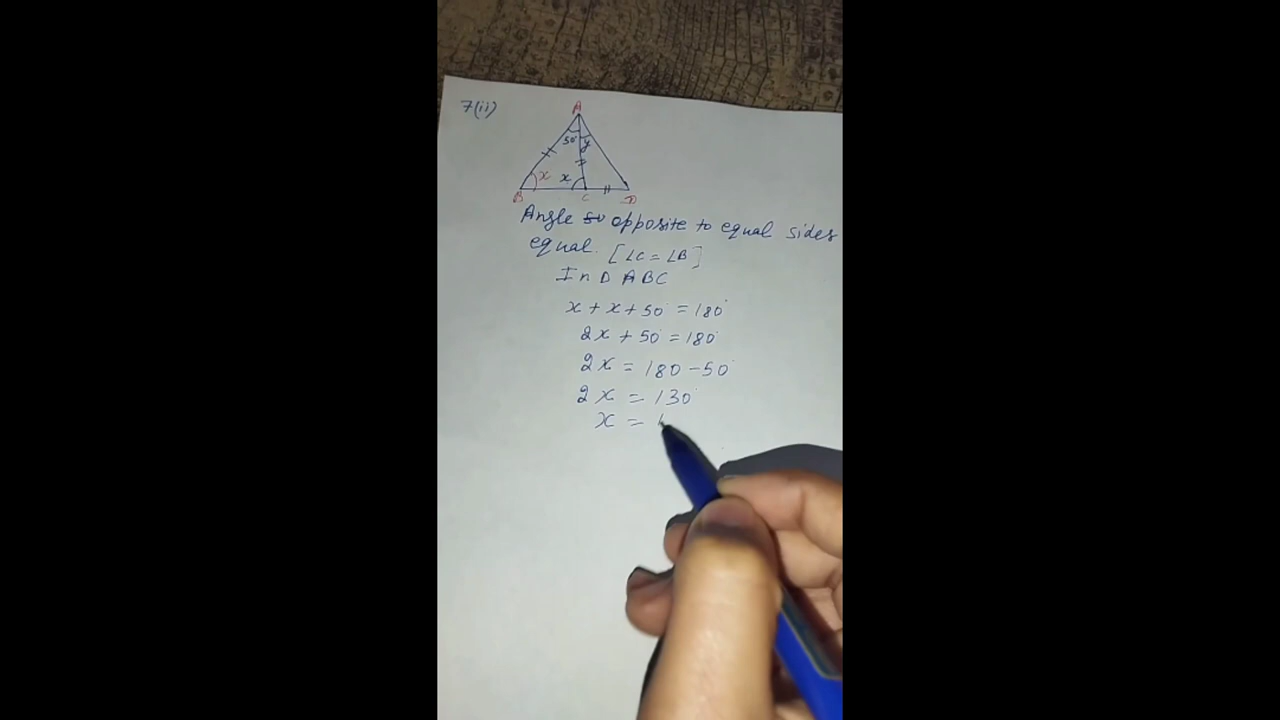 7(ii)
A
50° y
x x
B C D
Angle opposite to equal sides
equal. [∠C = ∠B]
In Δ ABC
x + x + 50° = 180°
2x + 50° = 180°
2x = 180 - 50°
2x = 130°
x =